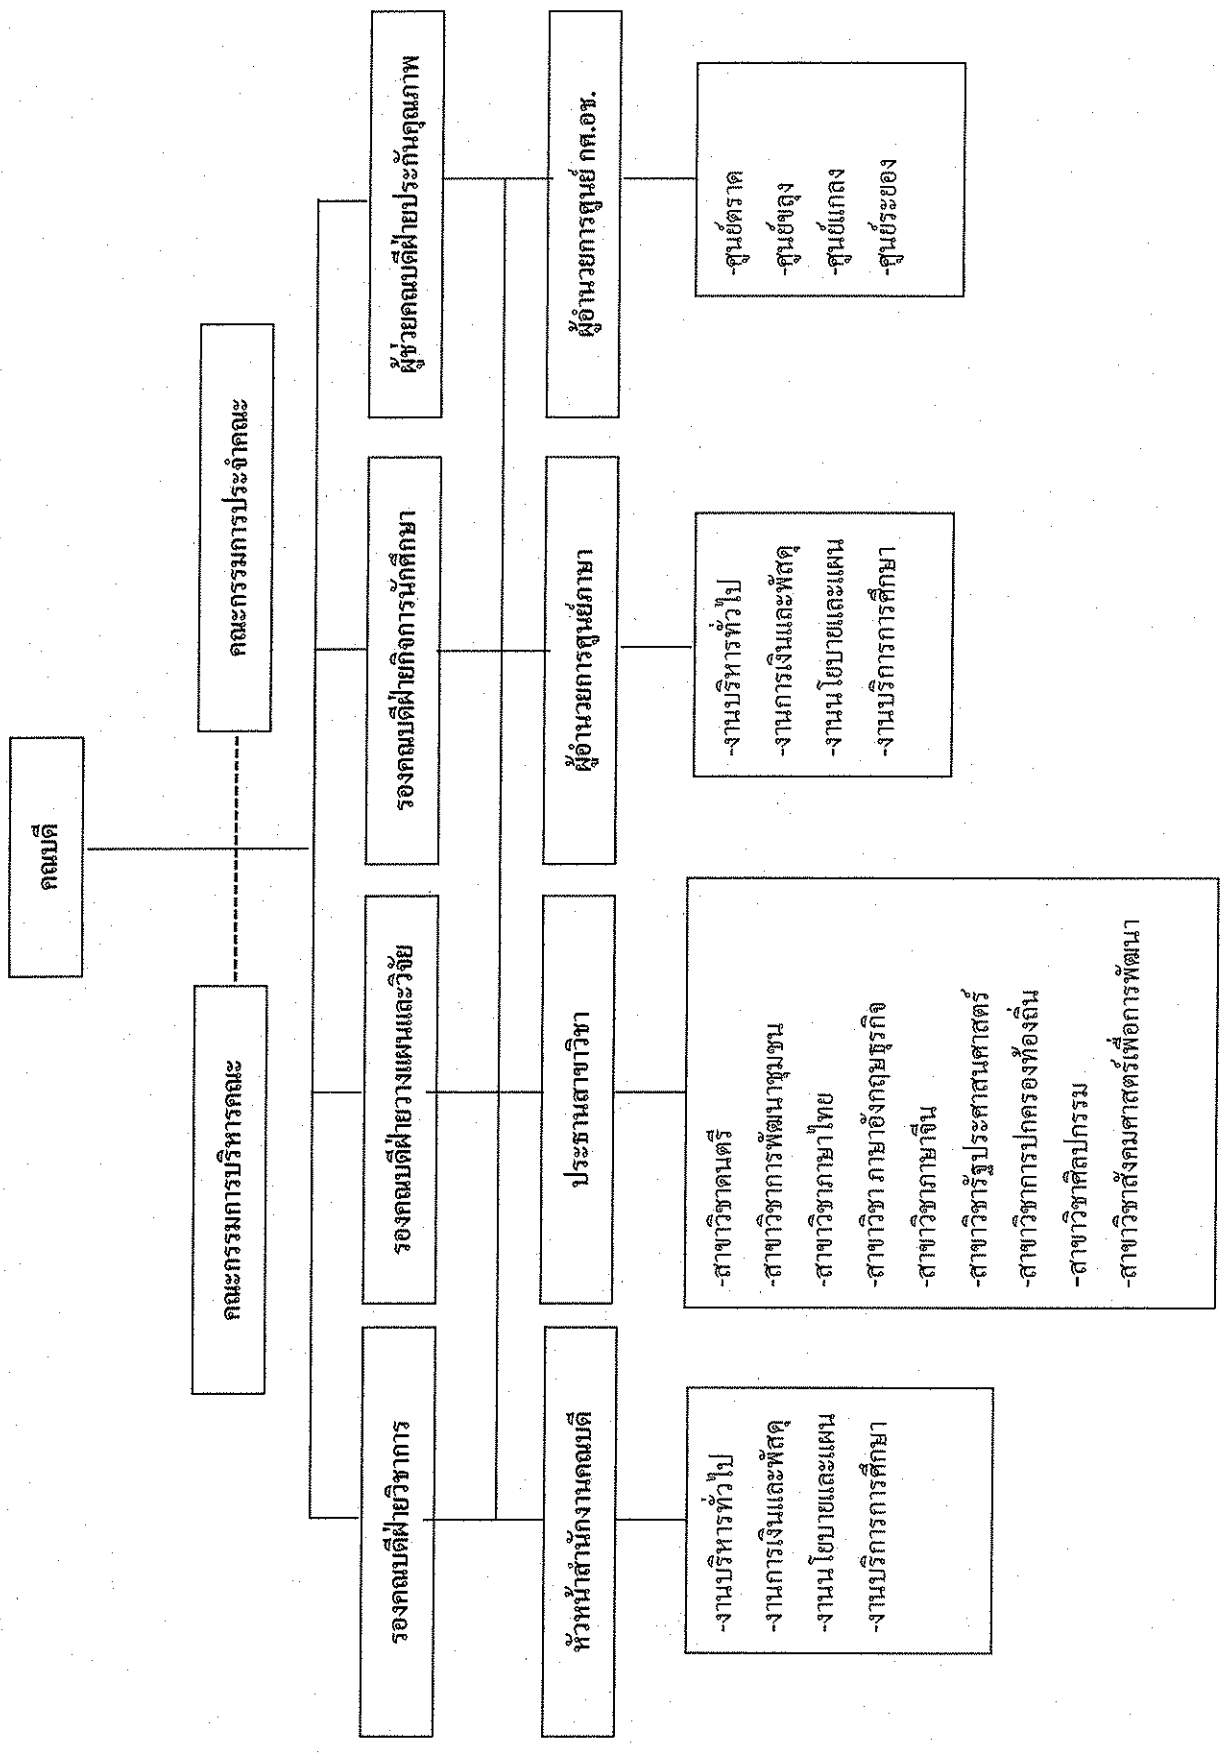 คณบดี
คณะกรรมการบริหารคณะ
คณะกรรมการประจำคณะ
รองคณบดีฝ่ายวิชาการ
รองคณบดีฝ่ายวางแผนและวิจัย
รองคณบดีฝ่ายกิจการนักศึกษา
ผู้ช่วยคณบดีฝ่ายประกันคุณภาพ
หัวหน้าสำนักงานคณบดี
ประธานสาขาวิชา
ผู้อำนวยการศูนย์ภาษา
ผู้อำนวยการศูนย์ กศ.อช.
-งานบริหารทั่วไป
-งานการเงินและพัสดุ
-งานนโยบายและแผน
-งานบริการการศึกษา
-สาขาวิชาดนตรี
-สาขาวิชาการพัฒนาชุมชน
-สาขาวิชาภาษาไทย
-สาขาวิชา ภาษาอังกฤษธุรกิจ
-สาขาวิชาภาษาจีน
-สาขาวิชารัฐประศาสนศาสตร์
-สาขาวิชาการปกครองท้องถิ่น
-สาขาวิชาศิลปกรรม
-สาขาวิชาสังคมศาสตร์เพื่อการพัฒนา
-งานบริหารทั่วไป
-งานการเงินและพัสดุ
-งานนโยบายและแผน
-งานบริการการศึกษา
-ศูนย์ตราด
-ศูนย์ขลุง
-ศูนย์แกลง
-ศูนย์ระยอง